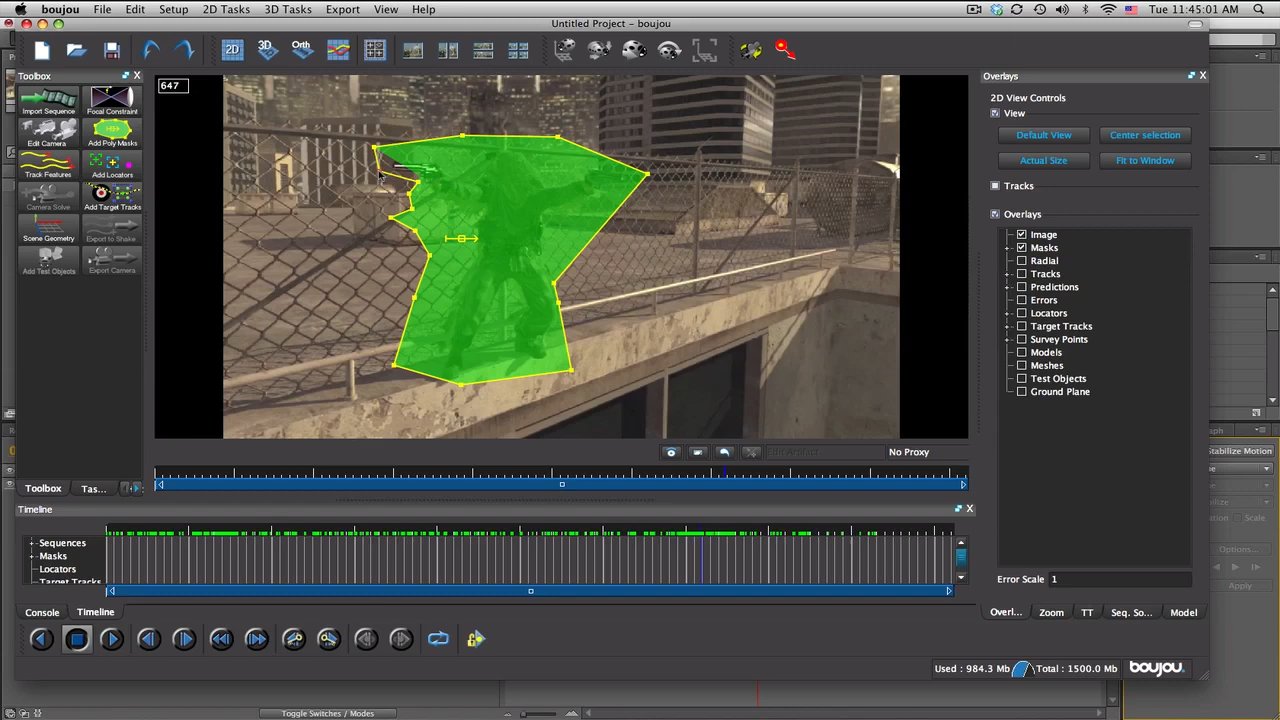 boujou File Edit Setup 2D Tasks 3D Tasks Export View Help Tue 11:45:01 AM
Untitled Project - boujou
2D 3D Orth
Toolbox
Import Sequence Focal Constraint
Edit Camera Add Poly Masks
Track Features Add Locators
Camera Solve Add Target Tracks
Scene Geometry Export to Shake
Add Test Objects Export Camera
Toolbox Tas...
647
Edit Artifact No Proxy
Overlays
2D View Controls
View
Default View Center selection
Actual Size Fit to Window
Tracks
Overlays
Image
Masks
Radial
Tracks
Predictions
Errors
Locators
Target Tracks
Survey Points
Models
Meshes
Test Objects
Ground Plane
Error Scale 1
Overl... Zoom TT Seq. So... Model
Timeline
Sequences
Masks
Locators
Target Tracks
Console Timeline
Used : 984.3 Mb Total : 1500.0 Mb boujou
Stabilize Motion
Scale
Options...
Apply
Toggle Switches / Modes